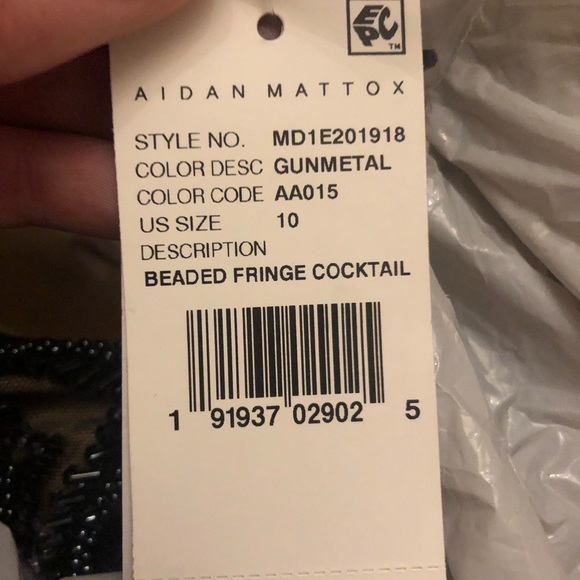 EPC TM
AIDAN MATTOX
STYLE NO. MD1E201918
COLOR DESC GUNMETAL
COLOR CODE AA015
US SIZE 10
DESCRIPTION
BEADED FRINGE COCKTAIL
1 91937 02902 5